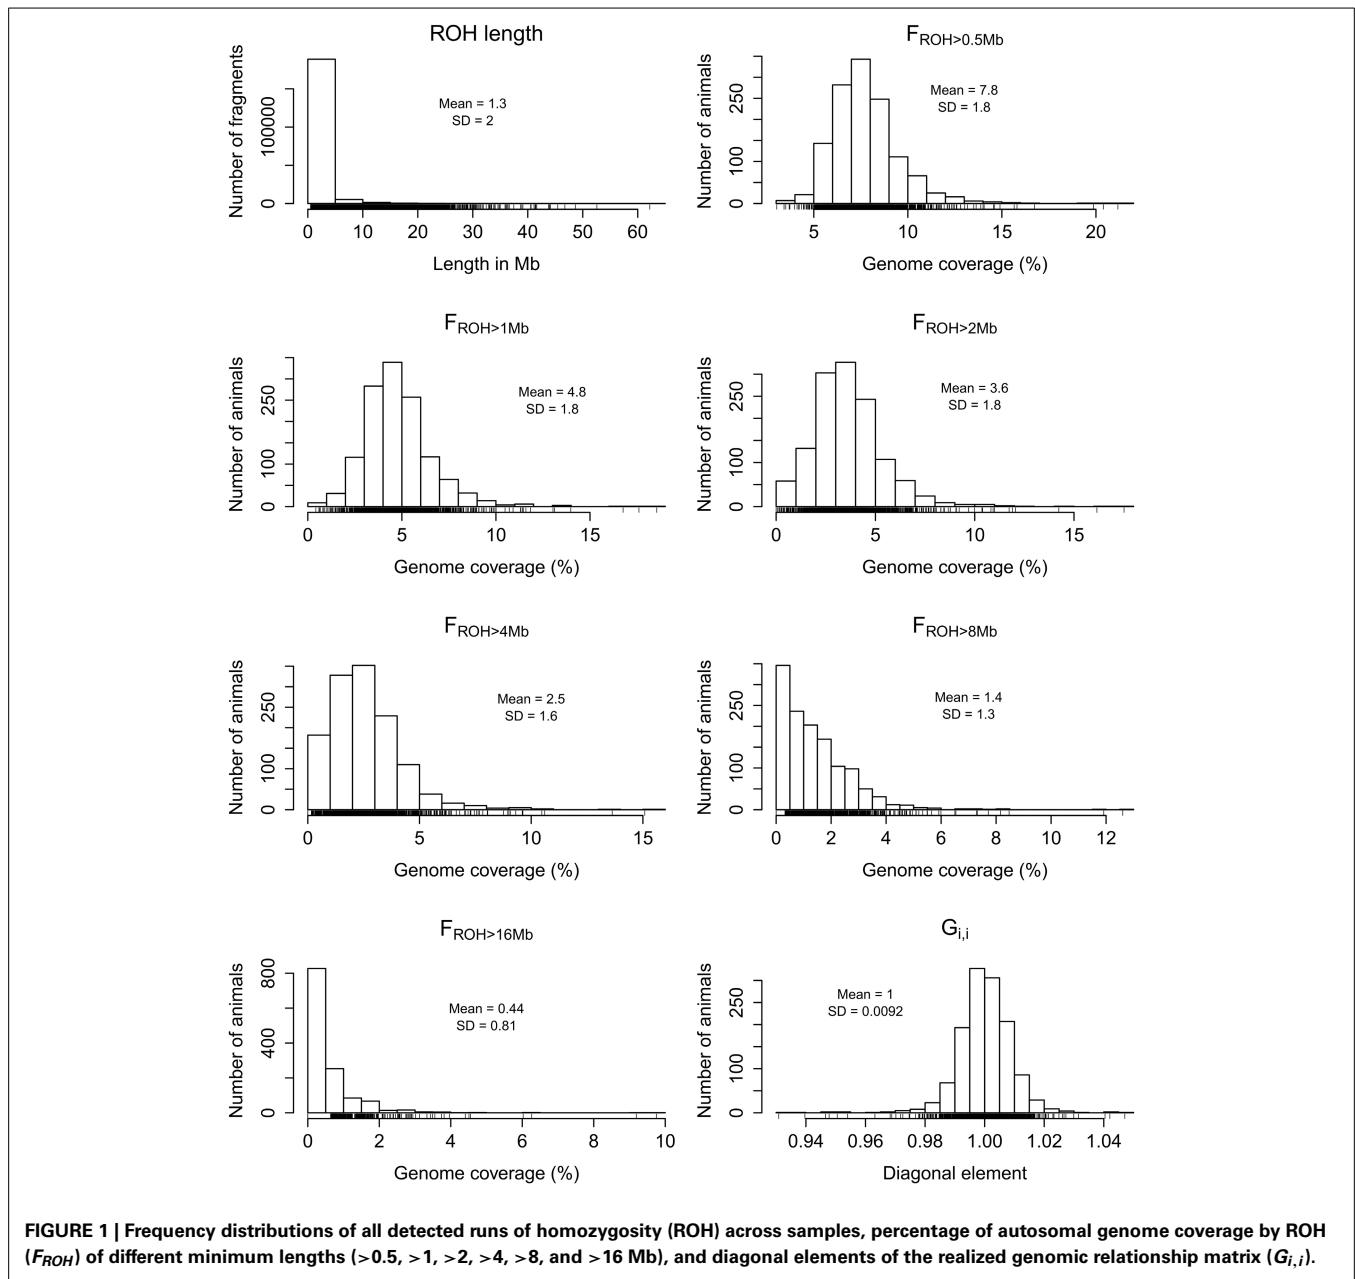 ROH length
Number of fragments
0
100000
Mean = 1.3
SD = 2
0 10 20 30 40 50 60
Length in Mb
F_ROH>0.5Mb
Number of animals
0
100
250
Mean = 7.8
SD = 1.8
5 10 15 20
Genome coverage (%)
F_ROH>1Mb
Number of animals
0
100
250
Mean = 4.8
SD = 1.8
0 5 10 15
Genome coverage (%)
F_ROH>2Mb
Number of animals
0
100
250
Mean = 3.6
SD = 1.8
0 5 10 15
Genome coverage (%)
F_ROH>4Mb
Number of animals
0
100
250
Mean = 2.5
SD = 1.6
0 5 10 15
Genome coverage (%)
F_ROH>8Mb
Number of animals
0
100
250
Mean = 1.4
SD = 1.3
0 2 4 6 8 10 12
Genome coverage (%)
F_ROH>16Mb
Number of animals
0
400
800
Mean = 0.44
SD = 0.81
0 2 4 6 8 10
Genome coverage (%)
G_i,i
Number of animals
0
100
250
Mean = 1
SD = 0.0092
0.94 0.96 0.98 1.00 1.02 1.04
Diagonal element
FIGURE 1 | Frequency distributions of all detected runs of homozygosity (ROH) across samples, percentage of autosomal genome coverage by ROH
(F_ROH) of different minimum lengths (>0.5, >1, >2, >4, >8, and >16 Mb), and diagonal elements of the realized genomic relationship matrix (G_i,i).